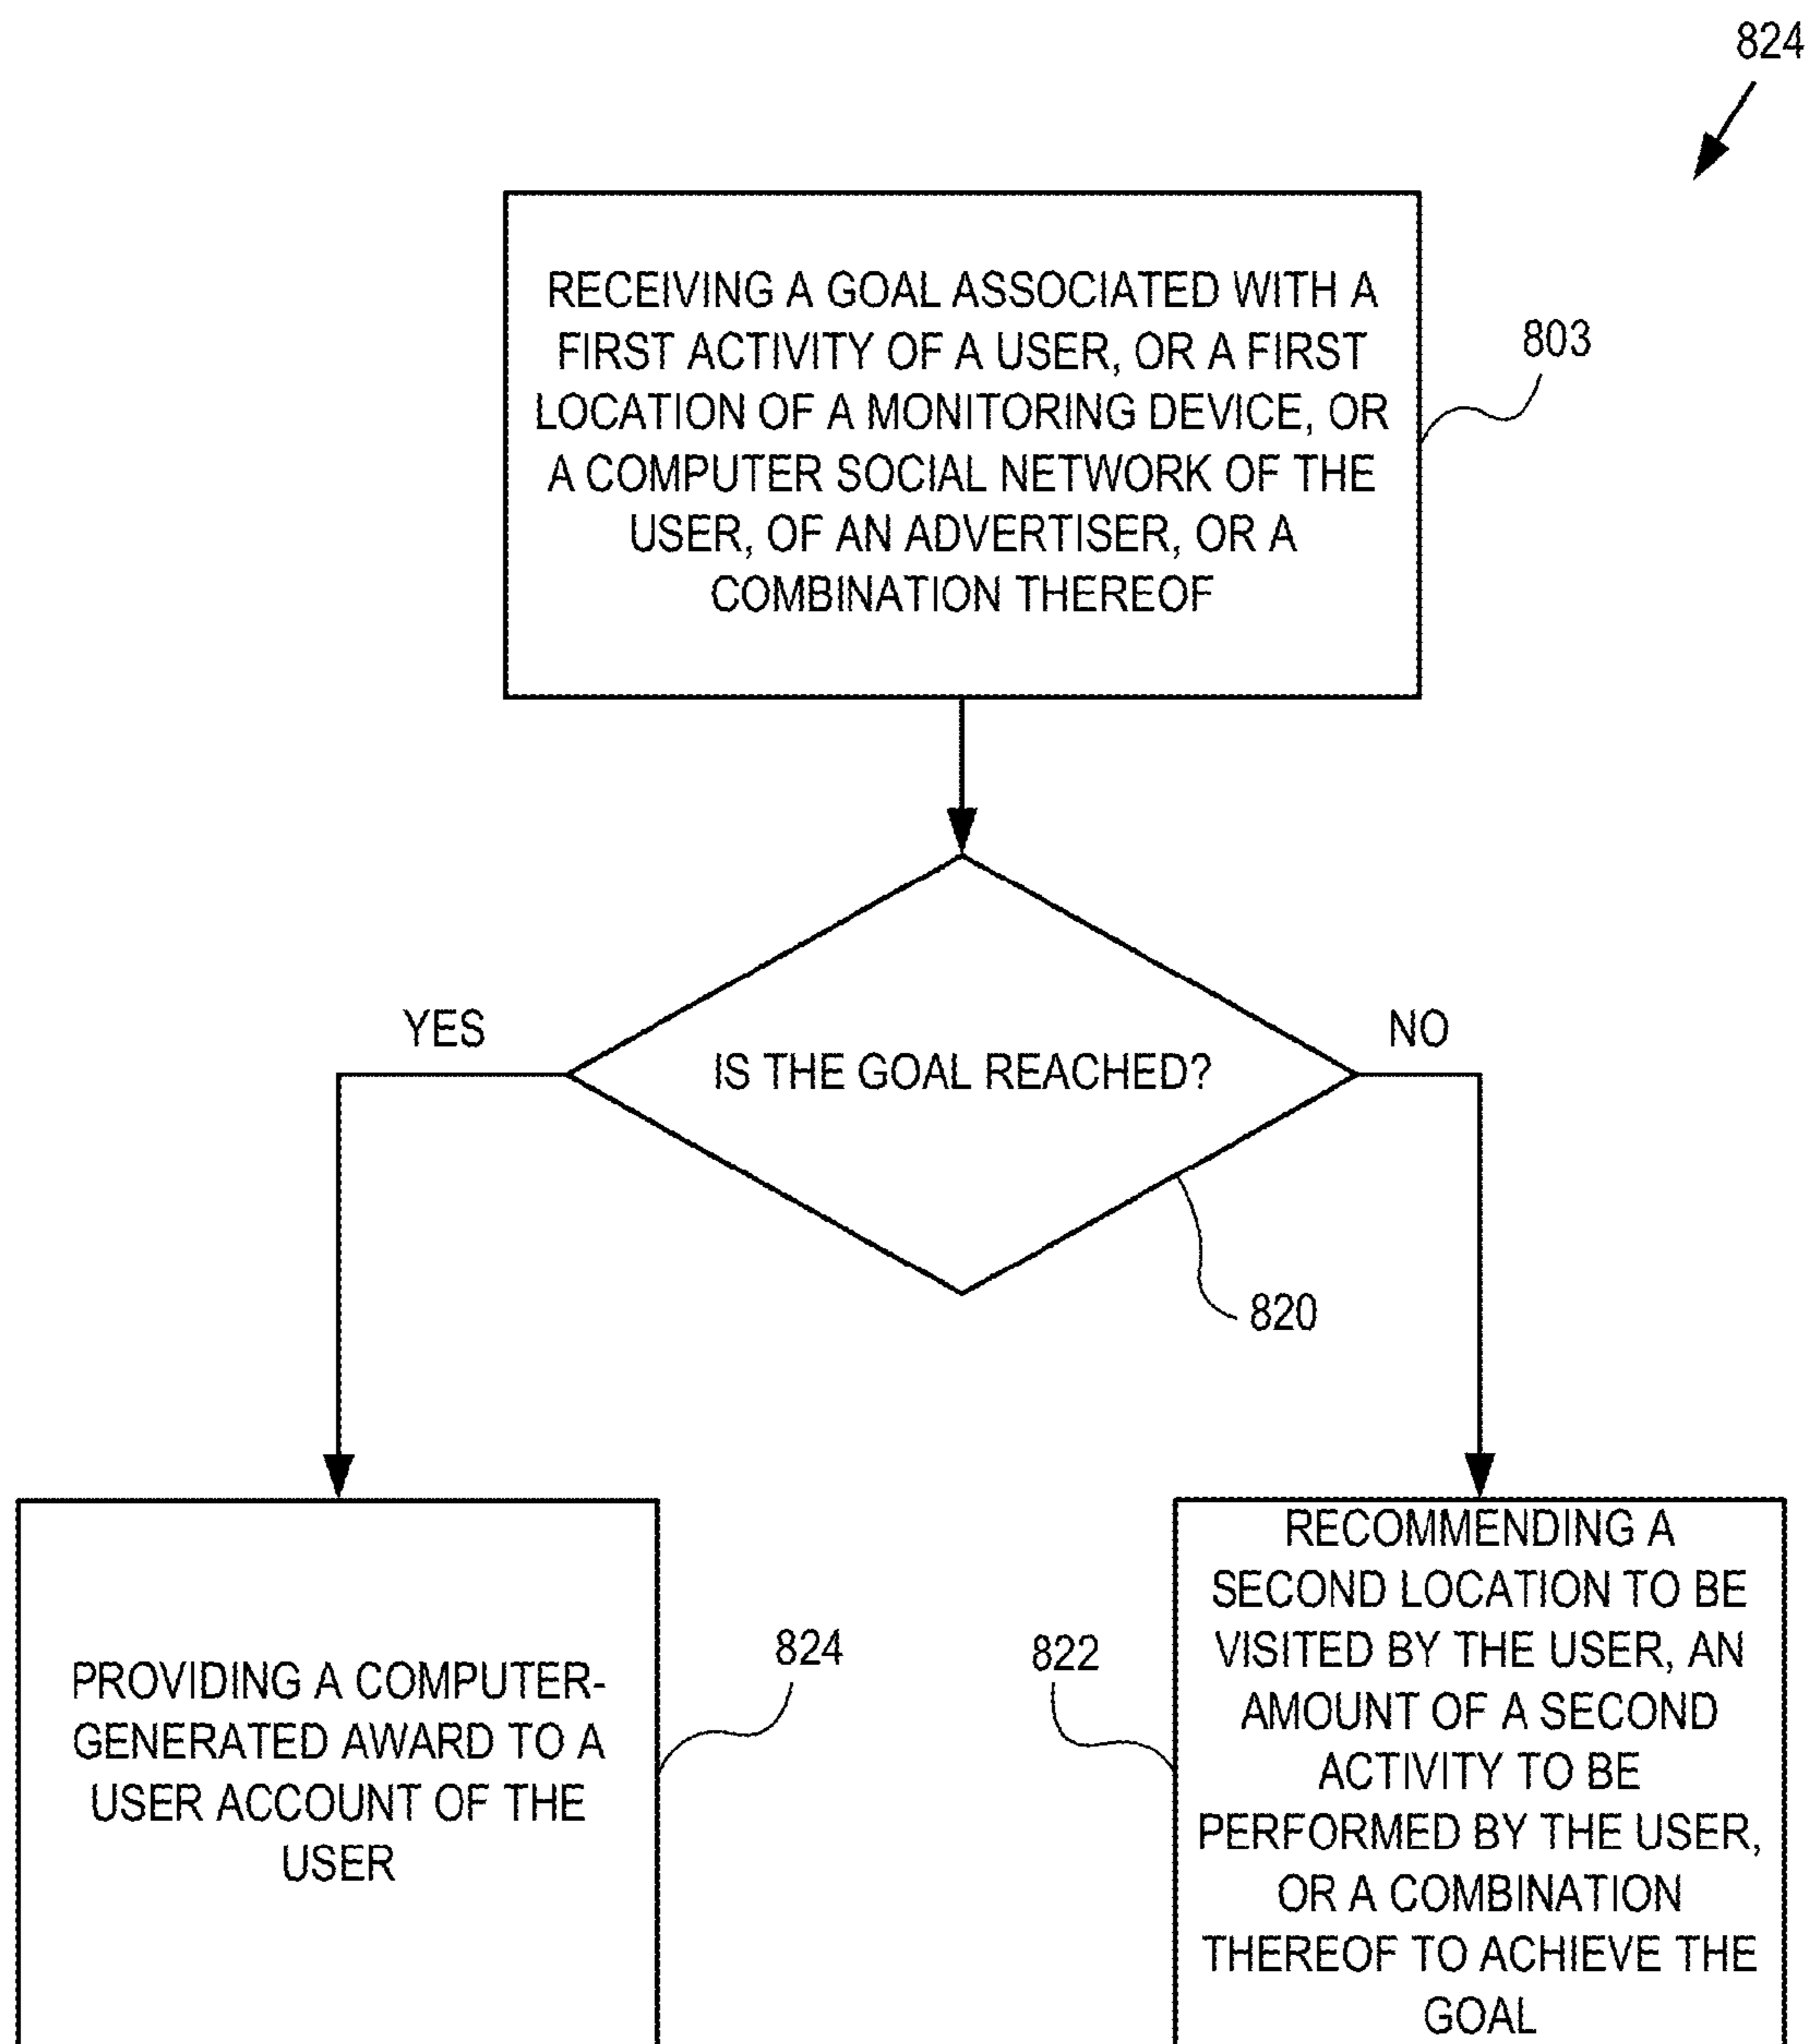 824
RECEIVING A GOAL ASSOCIATED WITH A
FIRST ACTIVITY OF A USER, OR A FIRST
LOCATION OF A MONITORING DEVICE, OR
A COMPUTER SOCIAL NETWORK OF THE
USER, OF AN ADVERTISER, OR A
COMBINATION THEREOF
803
YES
IS THE GOAL REACHED?
NO
820
PROVIDING A COMPUTER-
GENERATED AWARD TO A
USER ACCOUNT OF THE
USER
824
822
RECOMMENDING A
SECOND LOCATION TO BE
VISITED BY THE USER, AN
AMOUNT OF A SECOND
ACTIVITY TO BE
PERFORMED BY THE USER,
OR A COMBINATION
THEREOF TO ACHIEVE THE
GOAL